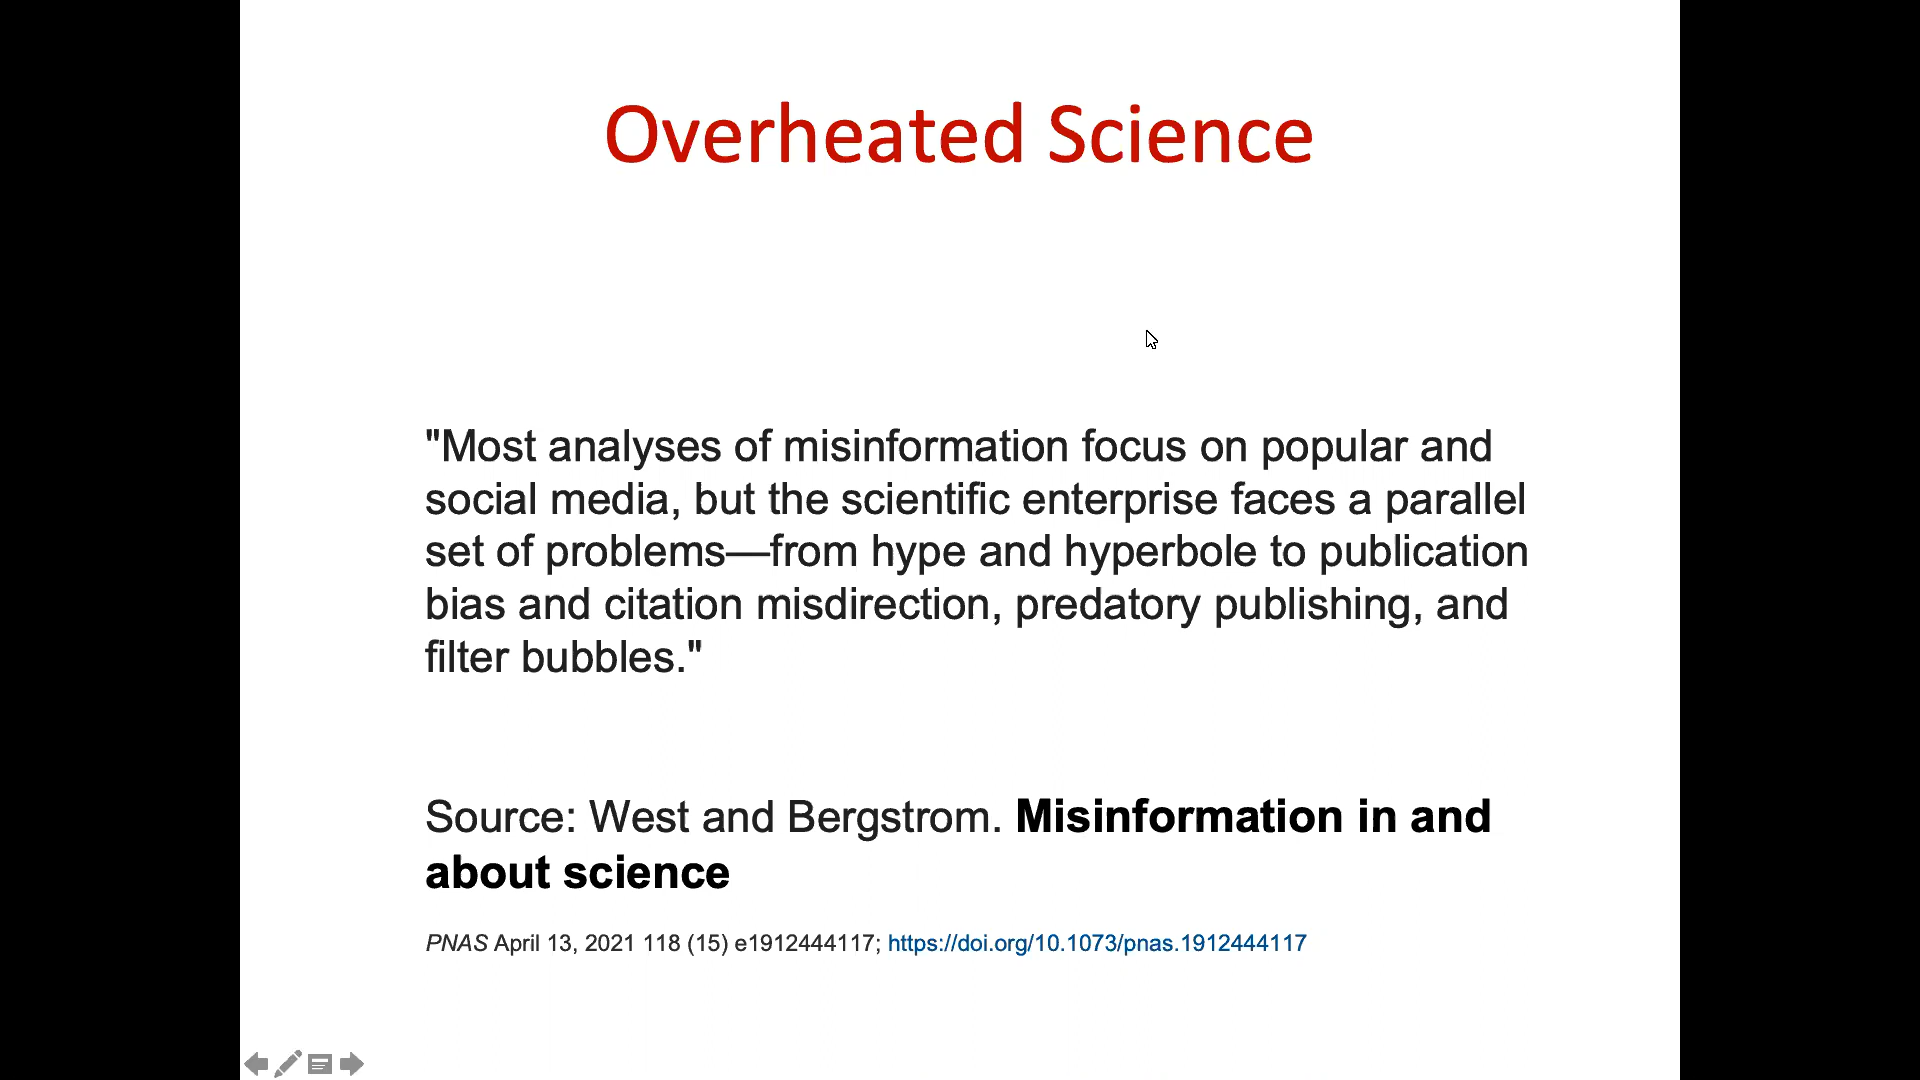 Overheated Science
"Most analyses of misinformation focus on popular and
social media, but the scientific enterprise faces a parallel
set of problems—from hype and hyperbole to publication
bias and citation misdirection, predatory publishing, and
filter bubbles."
Source: West and Bergstrom. Misinformation in and
about science
PNAS April 13, 2021 118 (15) e1912444117; https://doi.org/10.1073/pnas.1912444117